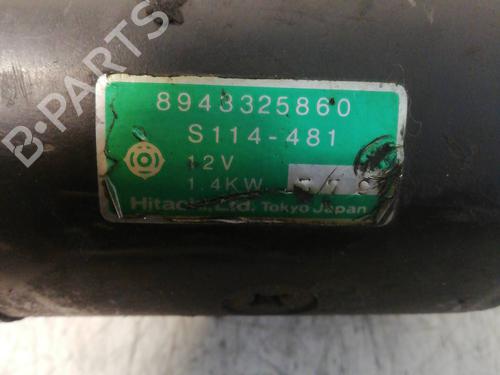 B-PARTS
8943325860
S114-481
12V
1.4KW
Hitachi, Ltd. Tokyo Japan